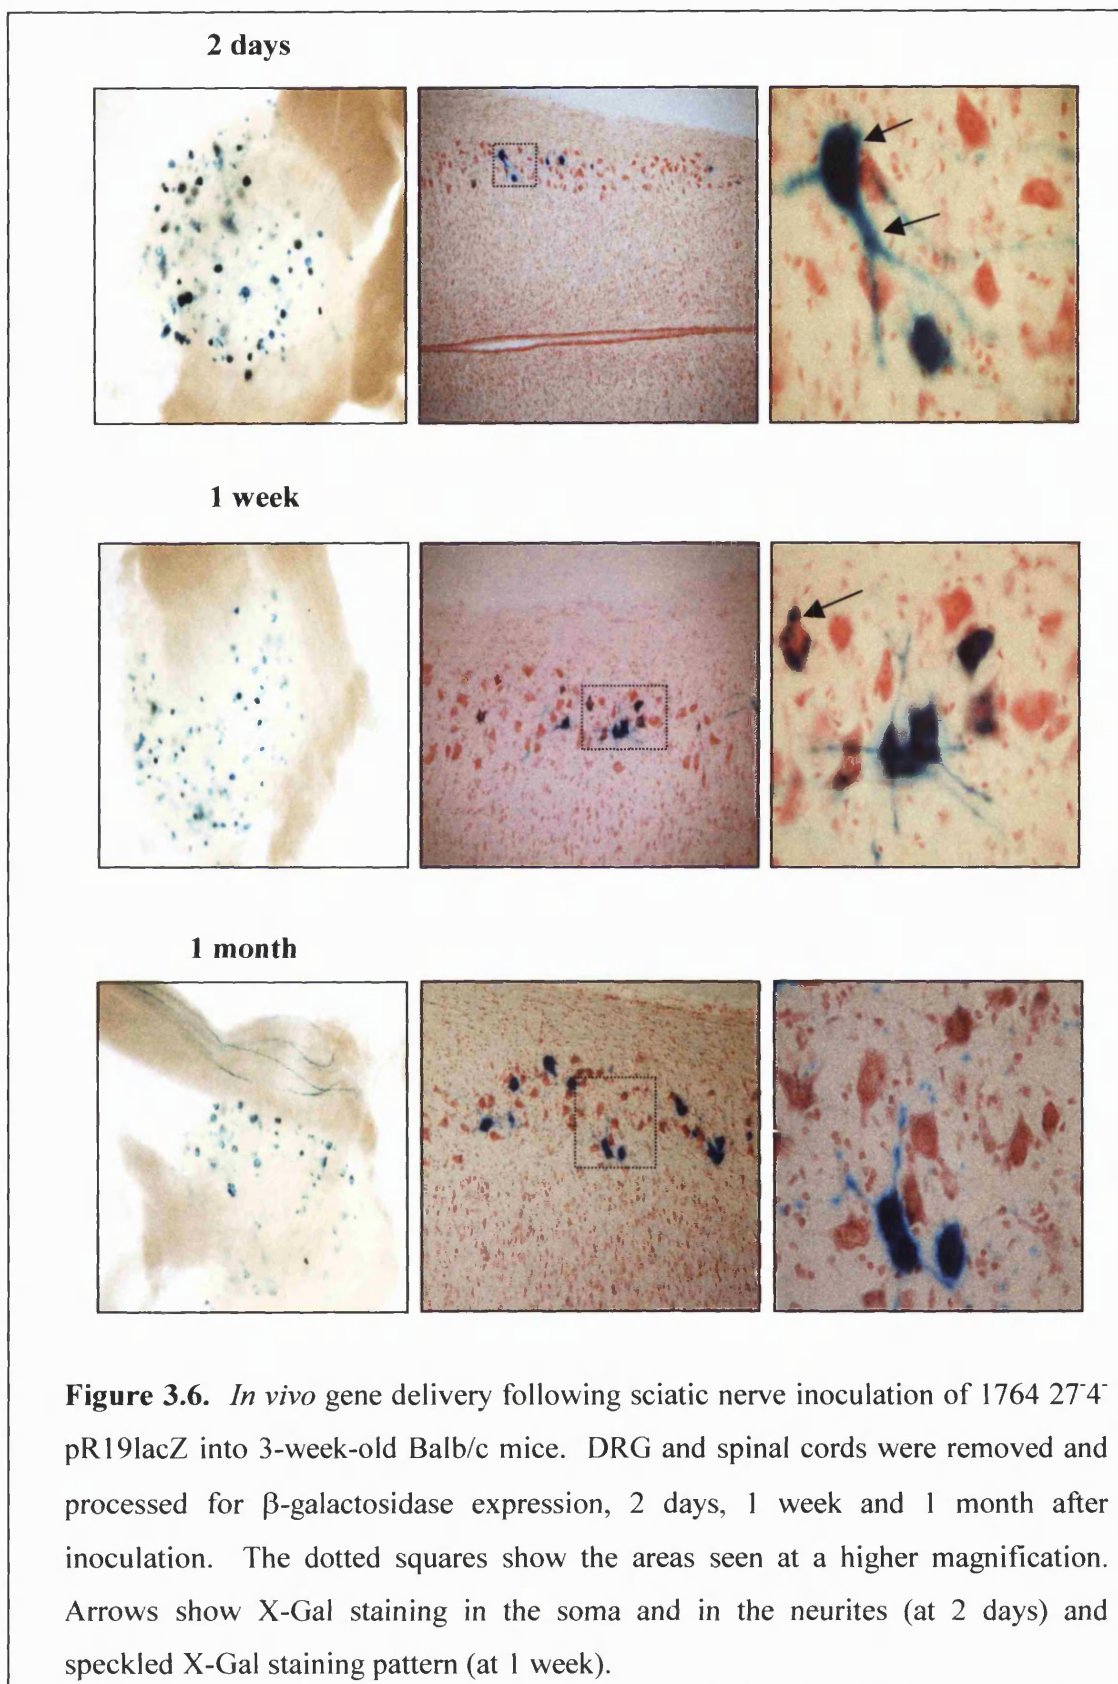 2 days
1 week
1 month
Figure 3.6. In vivo gene delivery following sciatic nerve inoculation of 1764 27⁻4⁻
pR19lacZ into 3-week-old Balb/c mice. DRG and spinal cords were removed and
processed for β-galactosidase expression, 2 days, 1 week and 1 month after
inoculation. The dotted squares show the areas seen at a higher magnification.
Arrows show X-Gal staining in the soma and in the neurites (at 2 days) and
speckled X-Gal staining pattern (at 1 week).